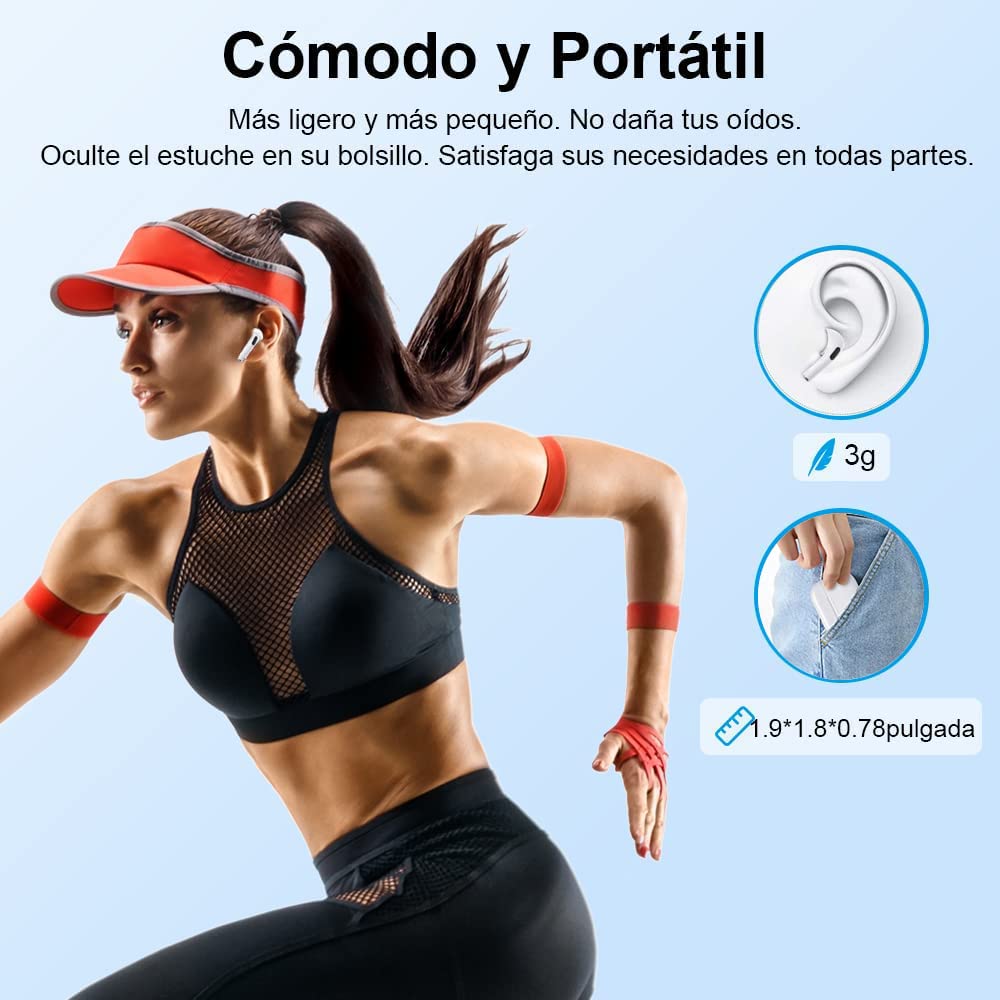 Cómodo y Portátil
Más ligero y más pequeño. No daña tus oídos.
Oculte el estuche en su bolsillo. Satisfaga sus necesidades en todas partes.
3g
1.9*1.8*0.78pulgada